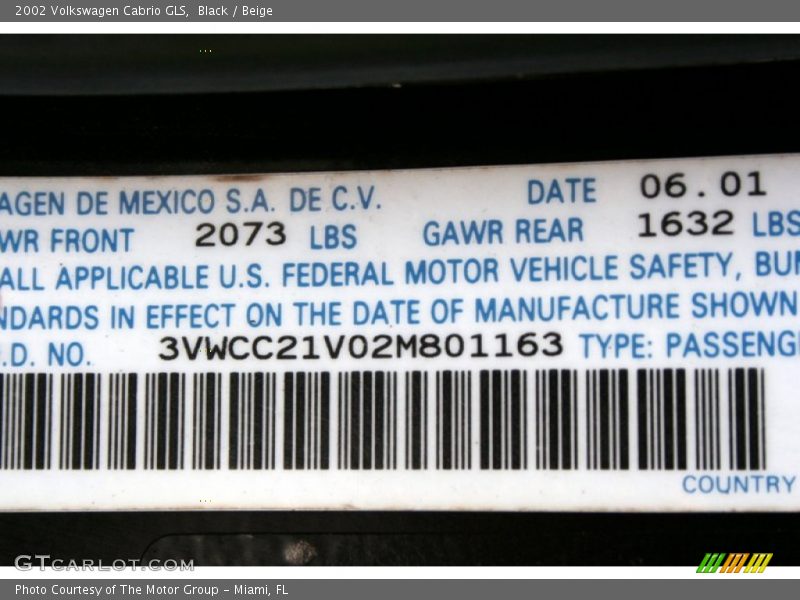 2002 Volkswagen Cabrio GLS, Black / Beige
AGEN DE MEXICO S.A. DE C.V. DATE 06.01
WR FRONT 2073 LBS GAWR REAR 1632 LBS
ALL APPLICABLE U.S. FEDERAL MOTOR VEHICLE SAFETY, BUM
NDARDS IN EFFECT ON THE DATE OF MANUFACTURE SHOWN
.D. NO. 3VWCC21V02M801163 TYPE: PASSENG
COUNTRY
GTCARLOT.COM
Photo Courtesy of The Motor Group - Miami, FL